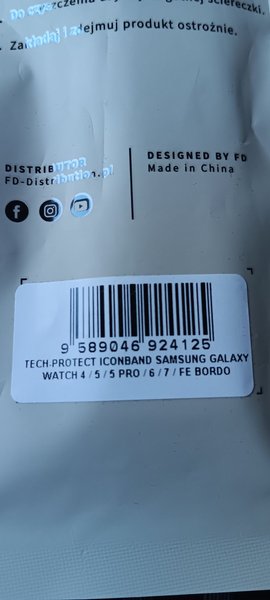 Zakładaj i zdejmuj produkt ostrożnie.
DISTRIBUTOR
FD-Distribution.pl
DESIGNED BY FD
Made in China
9 589046 924125
TECH-PROTECT ICONBAND SAMSUNG GALAXY
WATCH 4 / 5 / 5 PRO / 6 / 7 / FE BORDO